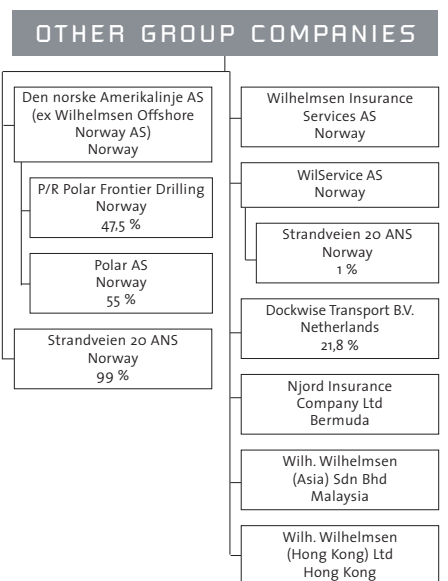 OTHER GROUP COMPANIES
Den norske Amerikalinje AS
(ex Wilhelmsen Offshore
Norway AS)
Norway
P/R Polar Frontier Drilling
Norway
47,5 %
Polar AS
Norway
55 %
Strandveien 20 ANS
Norway
99 %
Wilhelmsen Insurance
Services AS
Norway
WilService AS
Norway
Strandveien 20 ANS
Norway
1 %
Dockwise Transport B.V.
Netherlands
21,8 %
Njord Insurance
Company Ltd
Bermuda
Wilh. Wilhelmsen
(Asia) Sdn Bhd
Malaysia
Wilh. Wilhelmsen
(Hong Kong) Ltd
Hong Kong